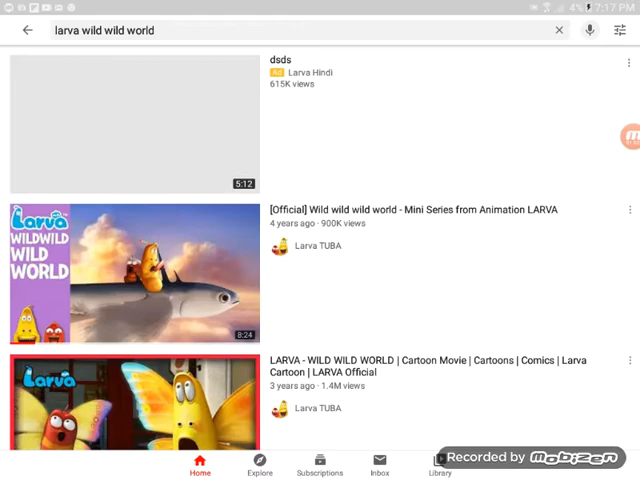 4% 7:17 PM
larva wild wild world
dsds
Ad Larva Hindi
615K views
5:12
[Official] Wild wild wild world - Mini Series from Animation LARVA
4 years ago · 900K views
Larva TUBA
Larva
WILDWILD
WILD
WORLD
8:24
LARVA - WILD WILD WORLD | Cartoon Movie | Cartoons | Comics | Larva
Cartoon | LARVA Official
3 years ago · 1.4M views
Larva TUBA
Larva
Home Explore Subscriptions Inbox Library
Recorded by Mobizen